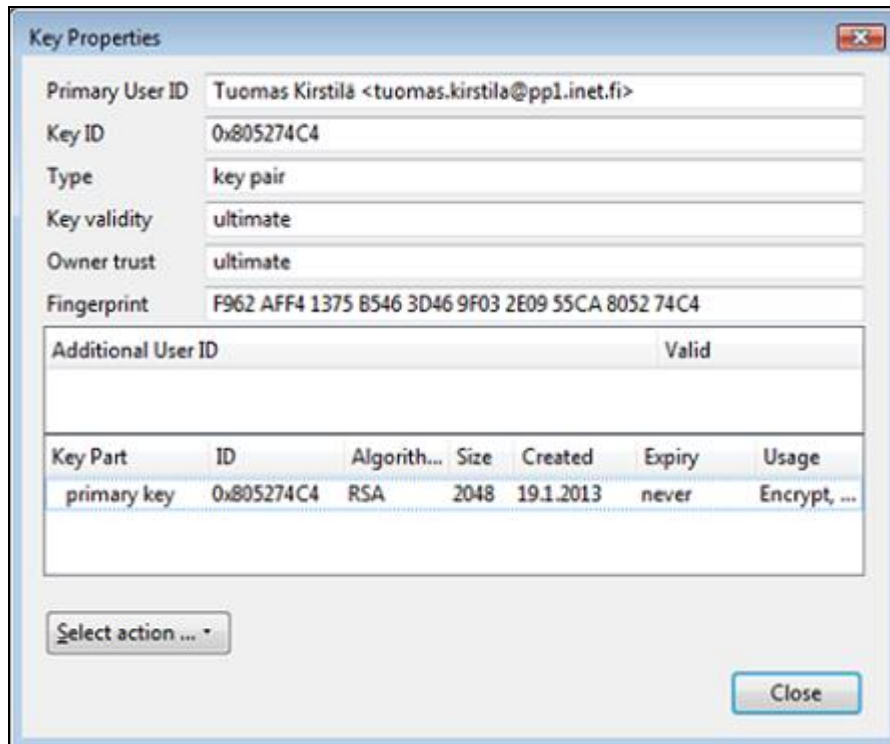 Key Properties
Primary User ID Tuomas Kirstilä <tuomas.kirstila@pp1.inet.fi>
Key ID 0x805274C4
Type key pair
Key validity ultimate
Owner trust ultimate
Fingerprint F962 AFF4 1375 B546 3D46 9F03 2E09 55CA 8052 74C4
Additional User ID Valid
Key Part ID Algorith... Size Created Expiry Usage
primary key 0x805274C4 RSA 2048 19.1.2013 never Encrypt, ...
Select action ...
Close